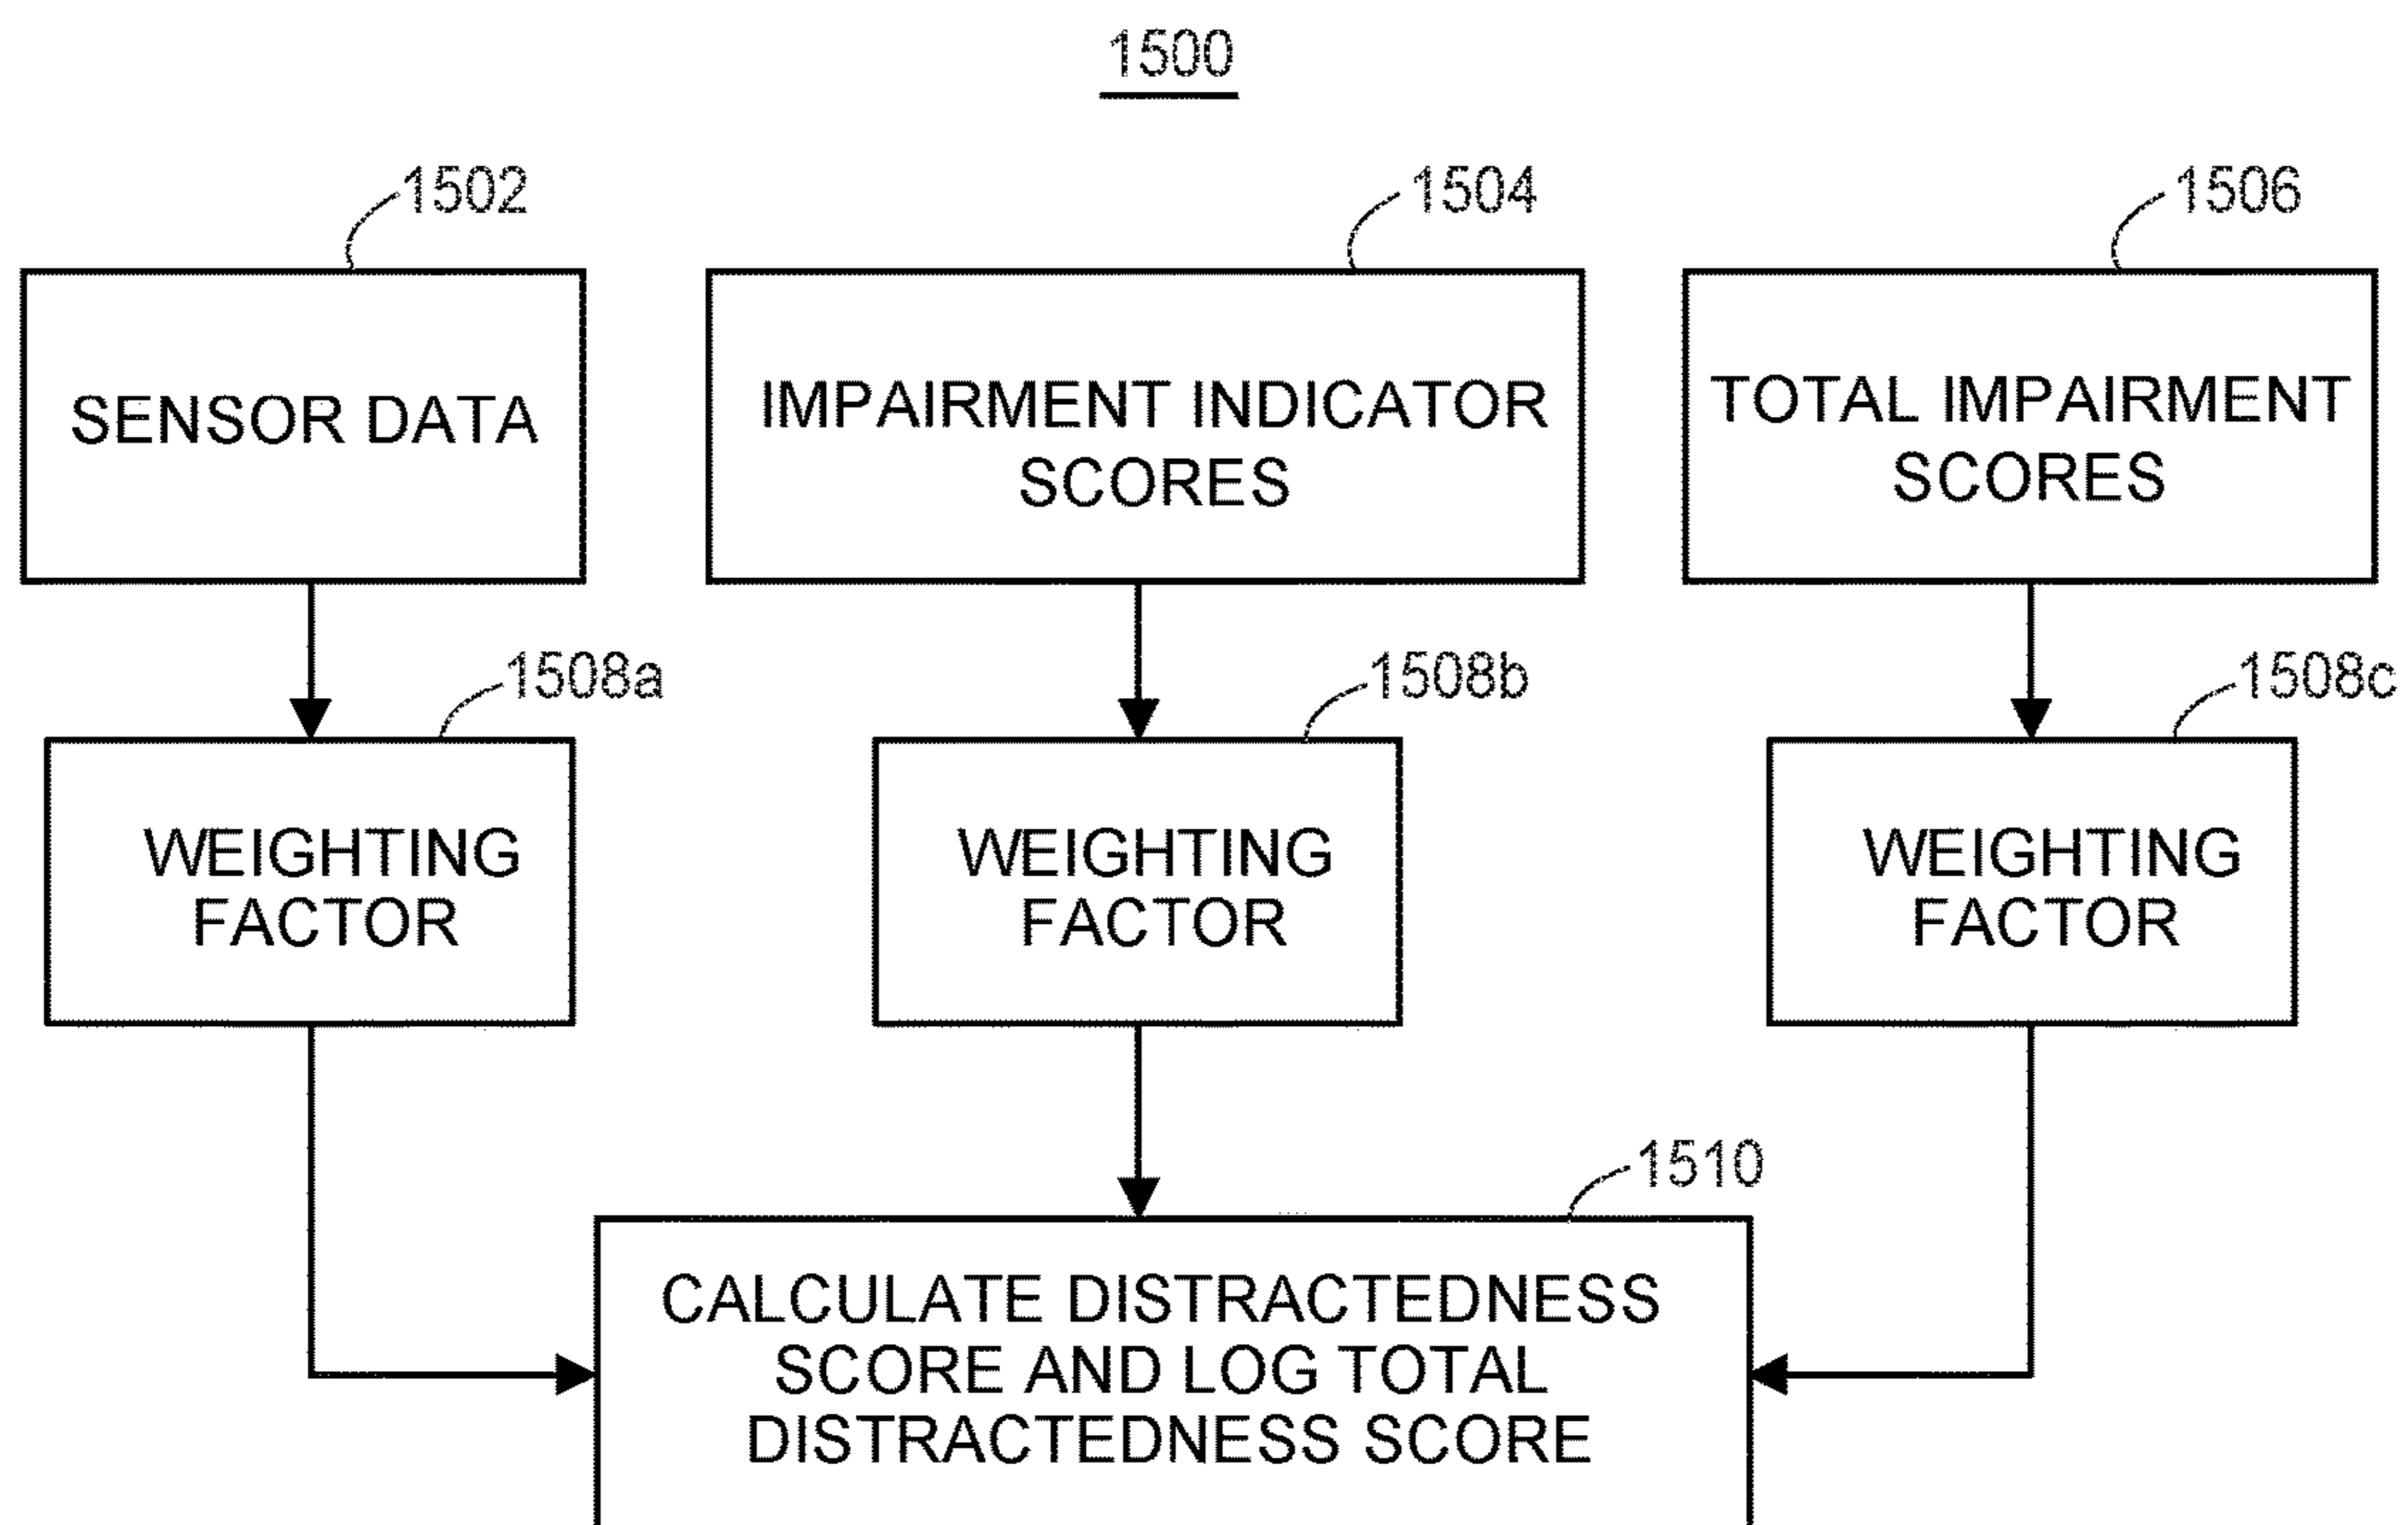 1500
1502
1504
1506
SENSOR DATA
IMPAIRMENT INDICATOR
SCORES
TOTAL IMPAIRMENT
SCORES
1508a
1508b
1508c
WEIGHTING
FACTOR
WEIGHTING
FACTOR
WEIGHTING
FACTOR
1510
CALCULATE DISTRACTEDNESS
SCORE AND LOG TOTAL
DISTRACTEDNESS SCORE